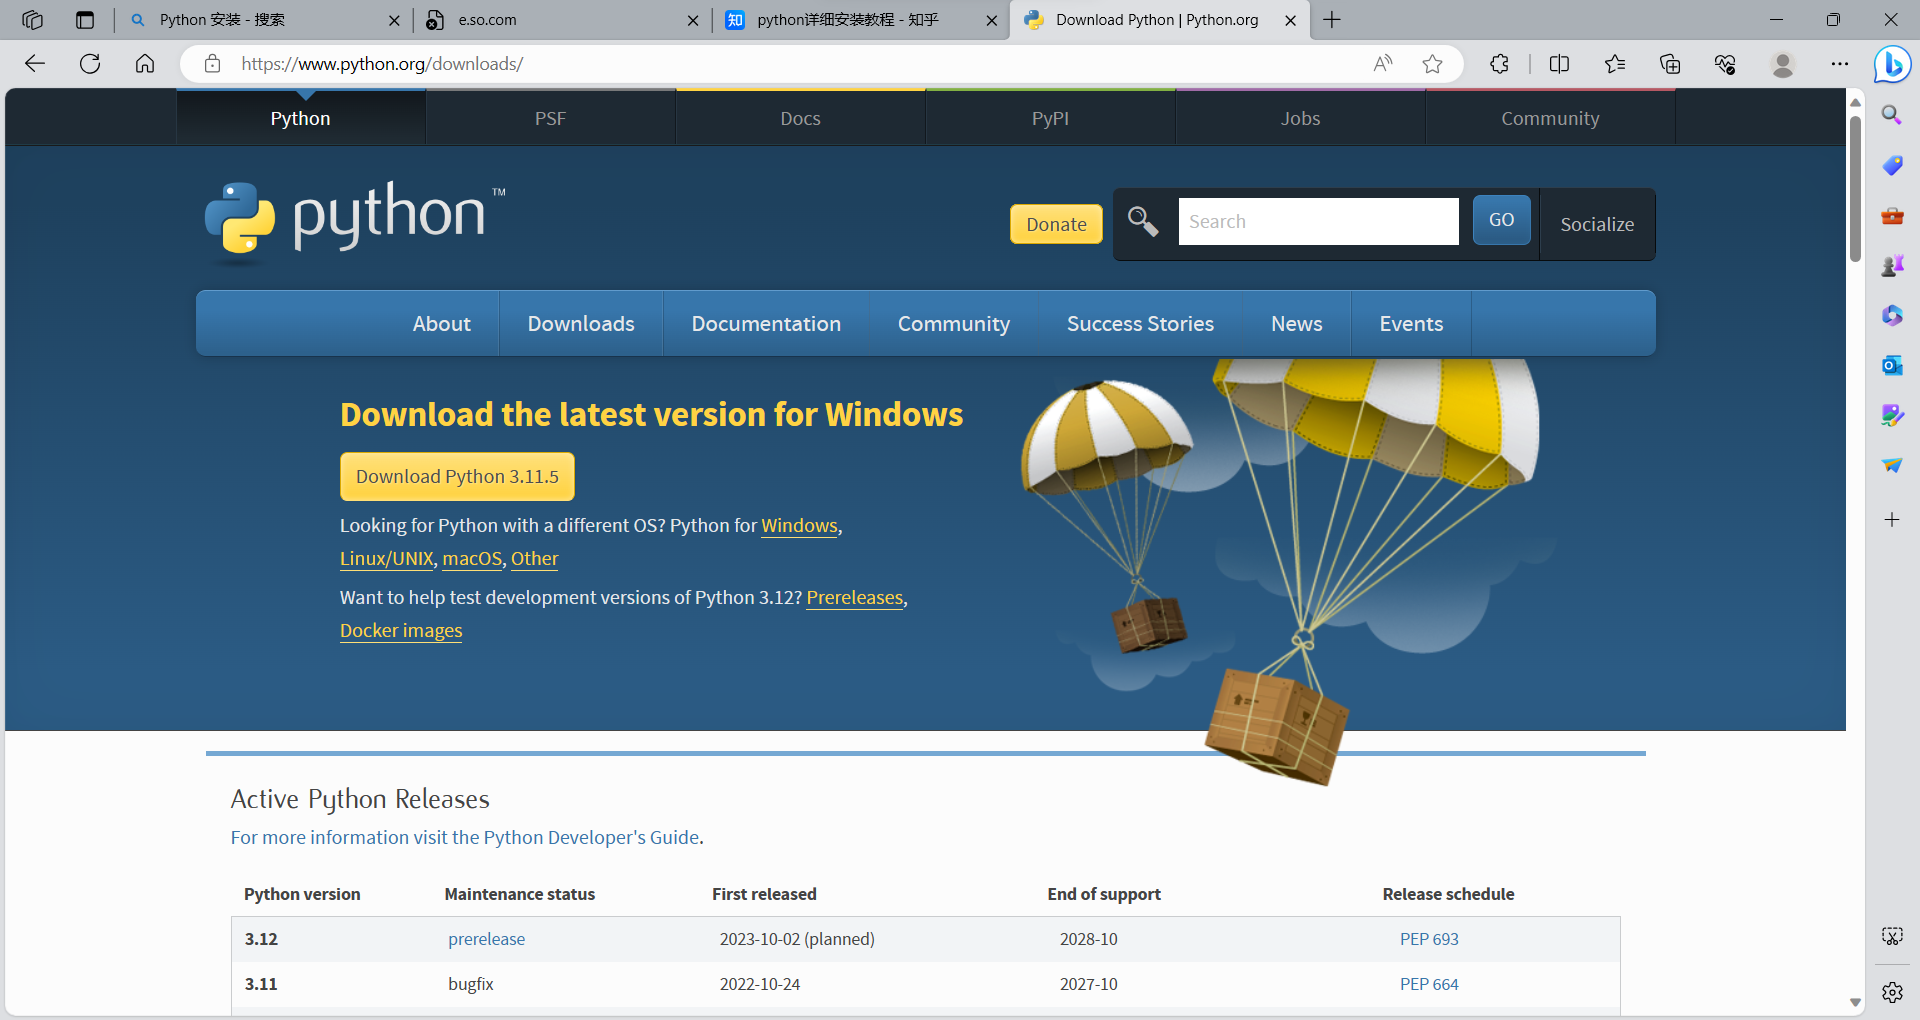 Python 安装 - 搜索
e.so.com
知 python详细安装教程 - 知乎
Download Python | Python.org
https://www.python.org/downloads/
Python PSF Docs PyPI Jobs Community
python™
Donate
Search
GO
Socialize
About Downloads Documentation Community Success Stories News Events
Download the latest version for Windows
Download Python 3.11.5
Looking for Python with a different OS? Python for Windows,
Linux/UNIX, macOS, Other
Want to help test development versions of Python 3.12? Prereleases,
Docker images
Active Python Releases
For more information visit the Python Developer's Guide.
Python version Maintenance status First released End of support Release schedule
3.12 prerelease 2023-10-02 (planned) 2028-10 PEP 693
3.11 bugfix 2022-10-24 2027-10 PEP 664